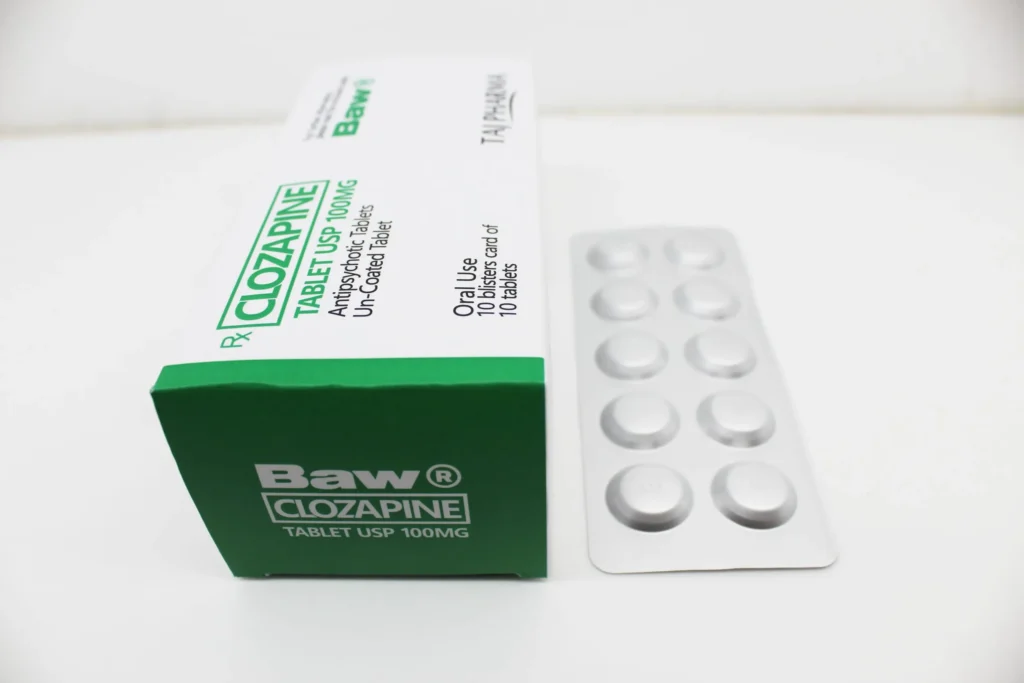 Baw®
TAJ PHARMA
Rx
CLOZAPINE
TABLET USP 100MG
Antipsychotic Tablets
Un-Coated Tablet
Oral Use
10 blisters card of
10 tablets
Baw®
CLOZAPINE
TABLET USP 100MG